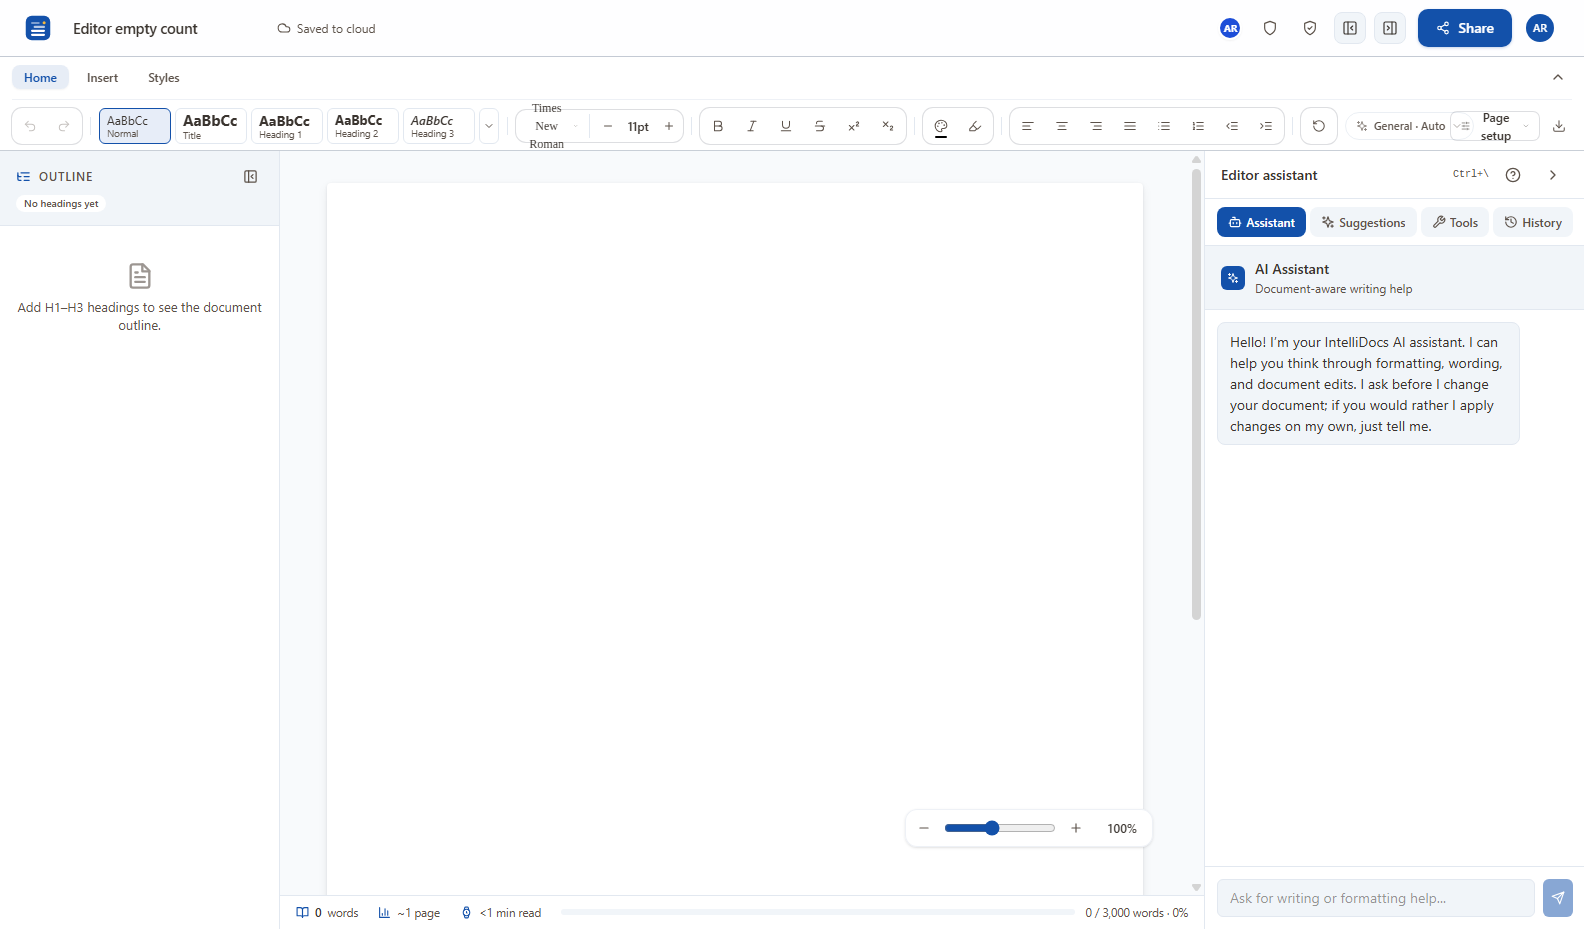 Editor empty count
Saved to cloud
AR
Share
AR
Home
Insert
Styles
AaBbCc
Normal
AaBbCc
Title
AaBbCc
Heading 1
AaBbCc
Heading 2
AaBbCc
Heading 3
Times
New
Roman
11pt
General · Auto
Page
setup
OUTLINE
No headings yet
Add H1–H3 headings to see the document
outline.
Editor assistant
Ctrl+\
Assistant
Suggestions
Tools
History
AI Assistant
Document-aware writing help
Hello! I'm your IntelliDocs AI assistant. I can
help you think through formatting, wording,
and document edits. I ask before I change
your document; if you would rather I apply
changes on my own, just tell me.
100%
0 words
~1 page
<1 min read
0 / 3,000 words · 0%
Ask for writing or formatting help...